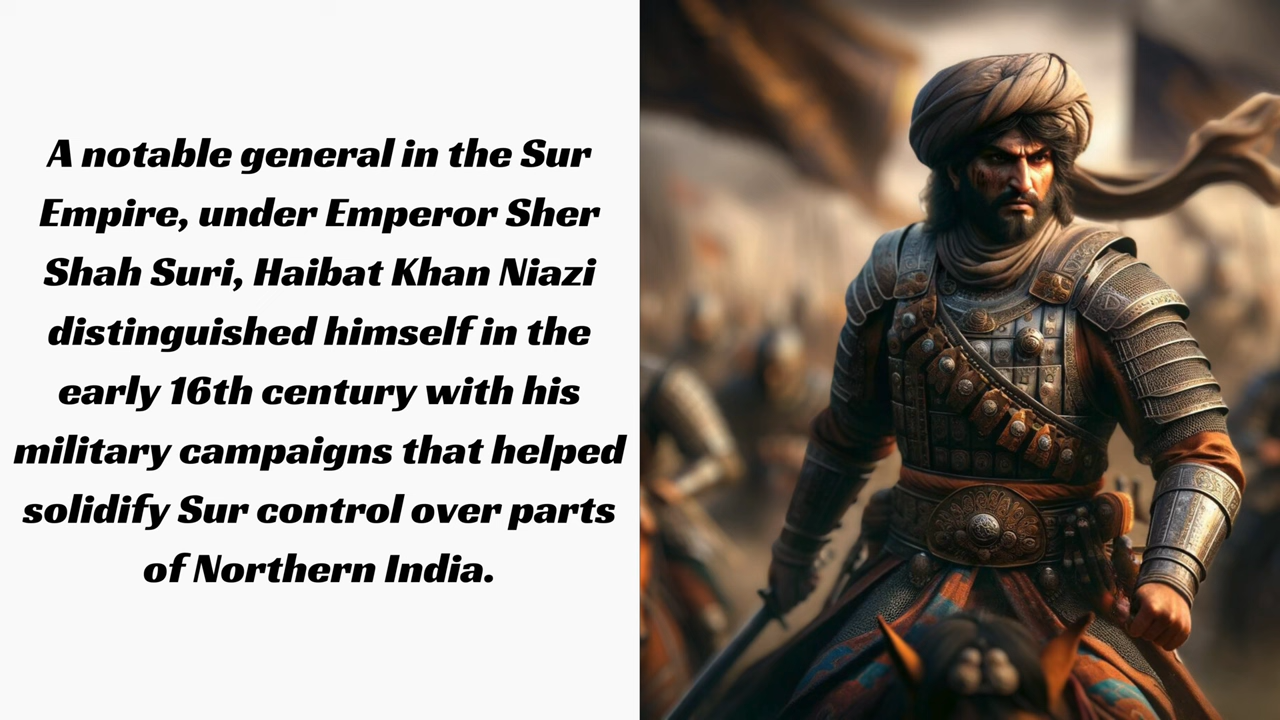 A notable general in the Sur
Empire, under Emperor Sher
Shah Suri, Haibat Khan Niazi
distinguished himself in the
early 16th century with his
military campaigns that helped
solidify Sur control over parts
of Northern India.